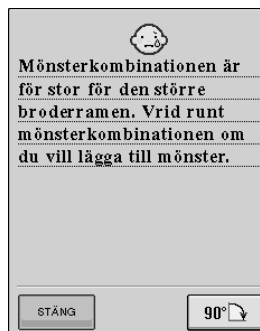 Mönsterkombinationen är
för stor för den större
broderramen. Vrid runt
mönsterkombinationen om
du vill lägga till mönster.
STÄNG
90°